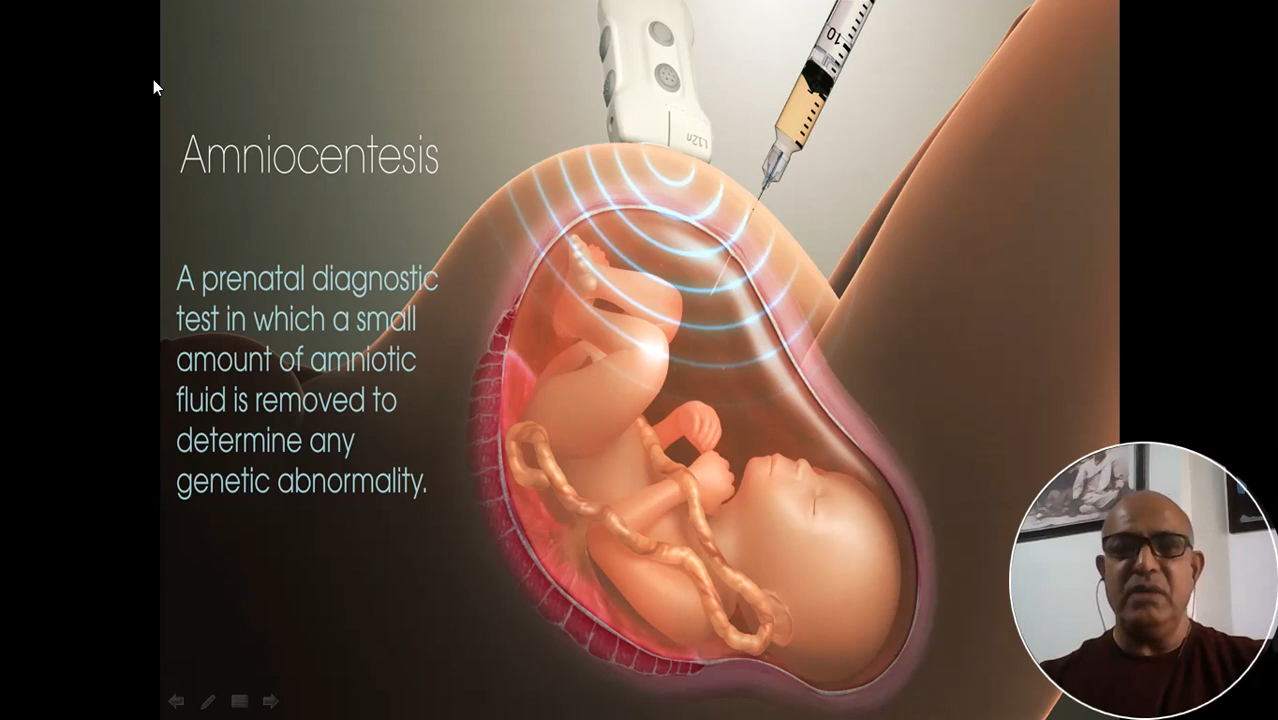 Amniocentesis
A prenatal diagnostic
test in which a small
amount of amniotic
fluid is removed to
determine any
genetic abnormality.
10
L12n